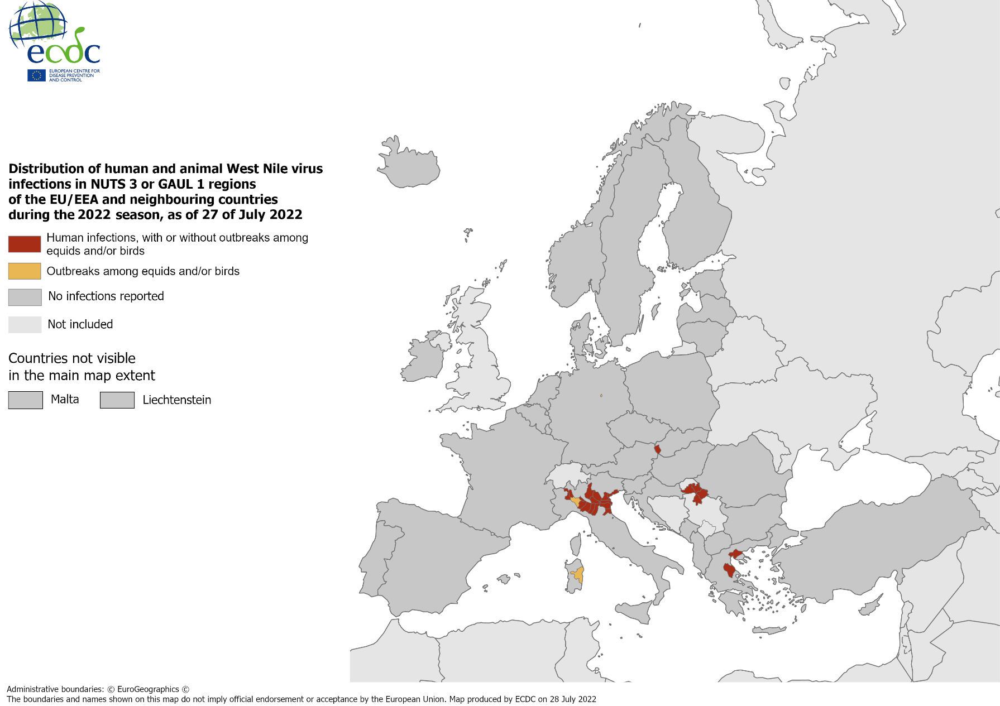 ecdc
EUROPEAN CENTRE FOR
DISEASE PREVENTION
AND CONTROL
Distribution of human and animal West Nile virus
infections in NUTS 3 or GAUL 1 regions
of the EU/EEA and neighbouring countries
during the 2022 season, as of 27 of July 2022
Human infections, with or without outbreaks among
equids and/or birds
Outbreaks among equids and/or birds
No infections reported
Not included
Countries not visible
in the main map extent
Malta
Liechtenstein
Administrative boundaries: © EuroGeographics ©
The boundaries and names shown on this map do not imply official endorsement or acceptance by the European Union. Map produced by ECDC on 28 July 2022